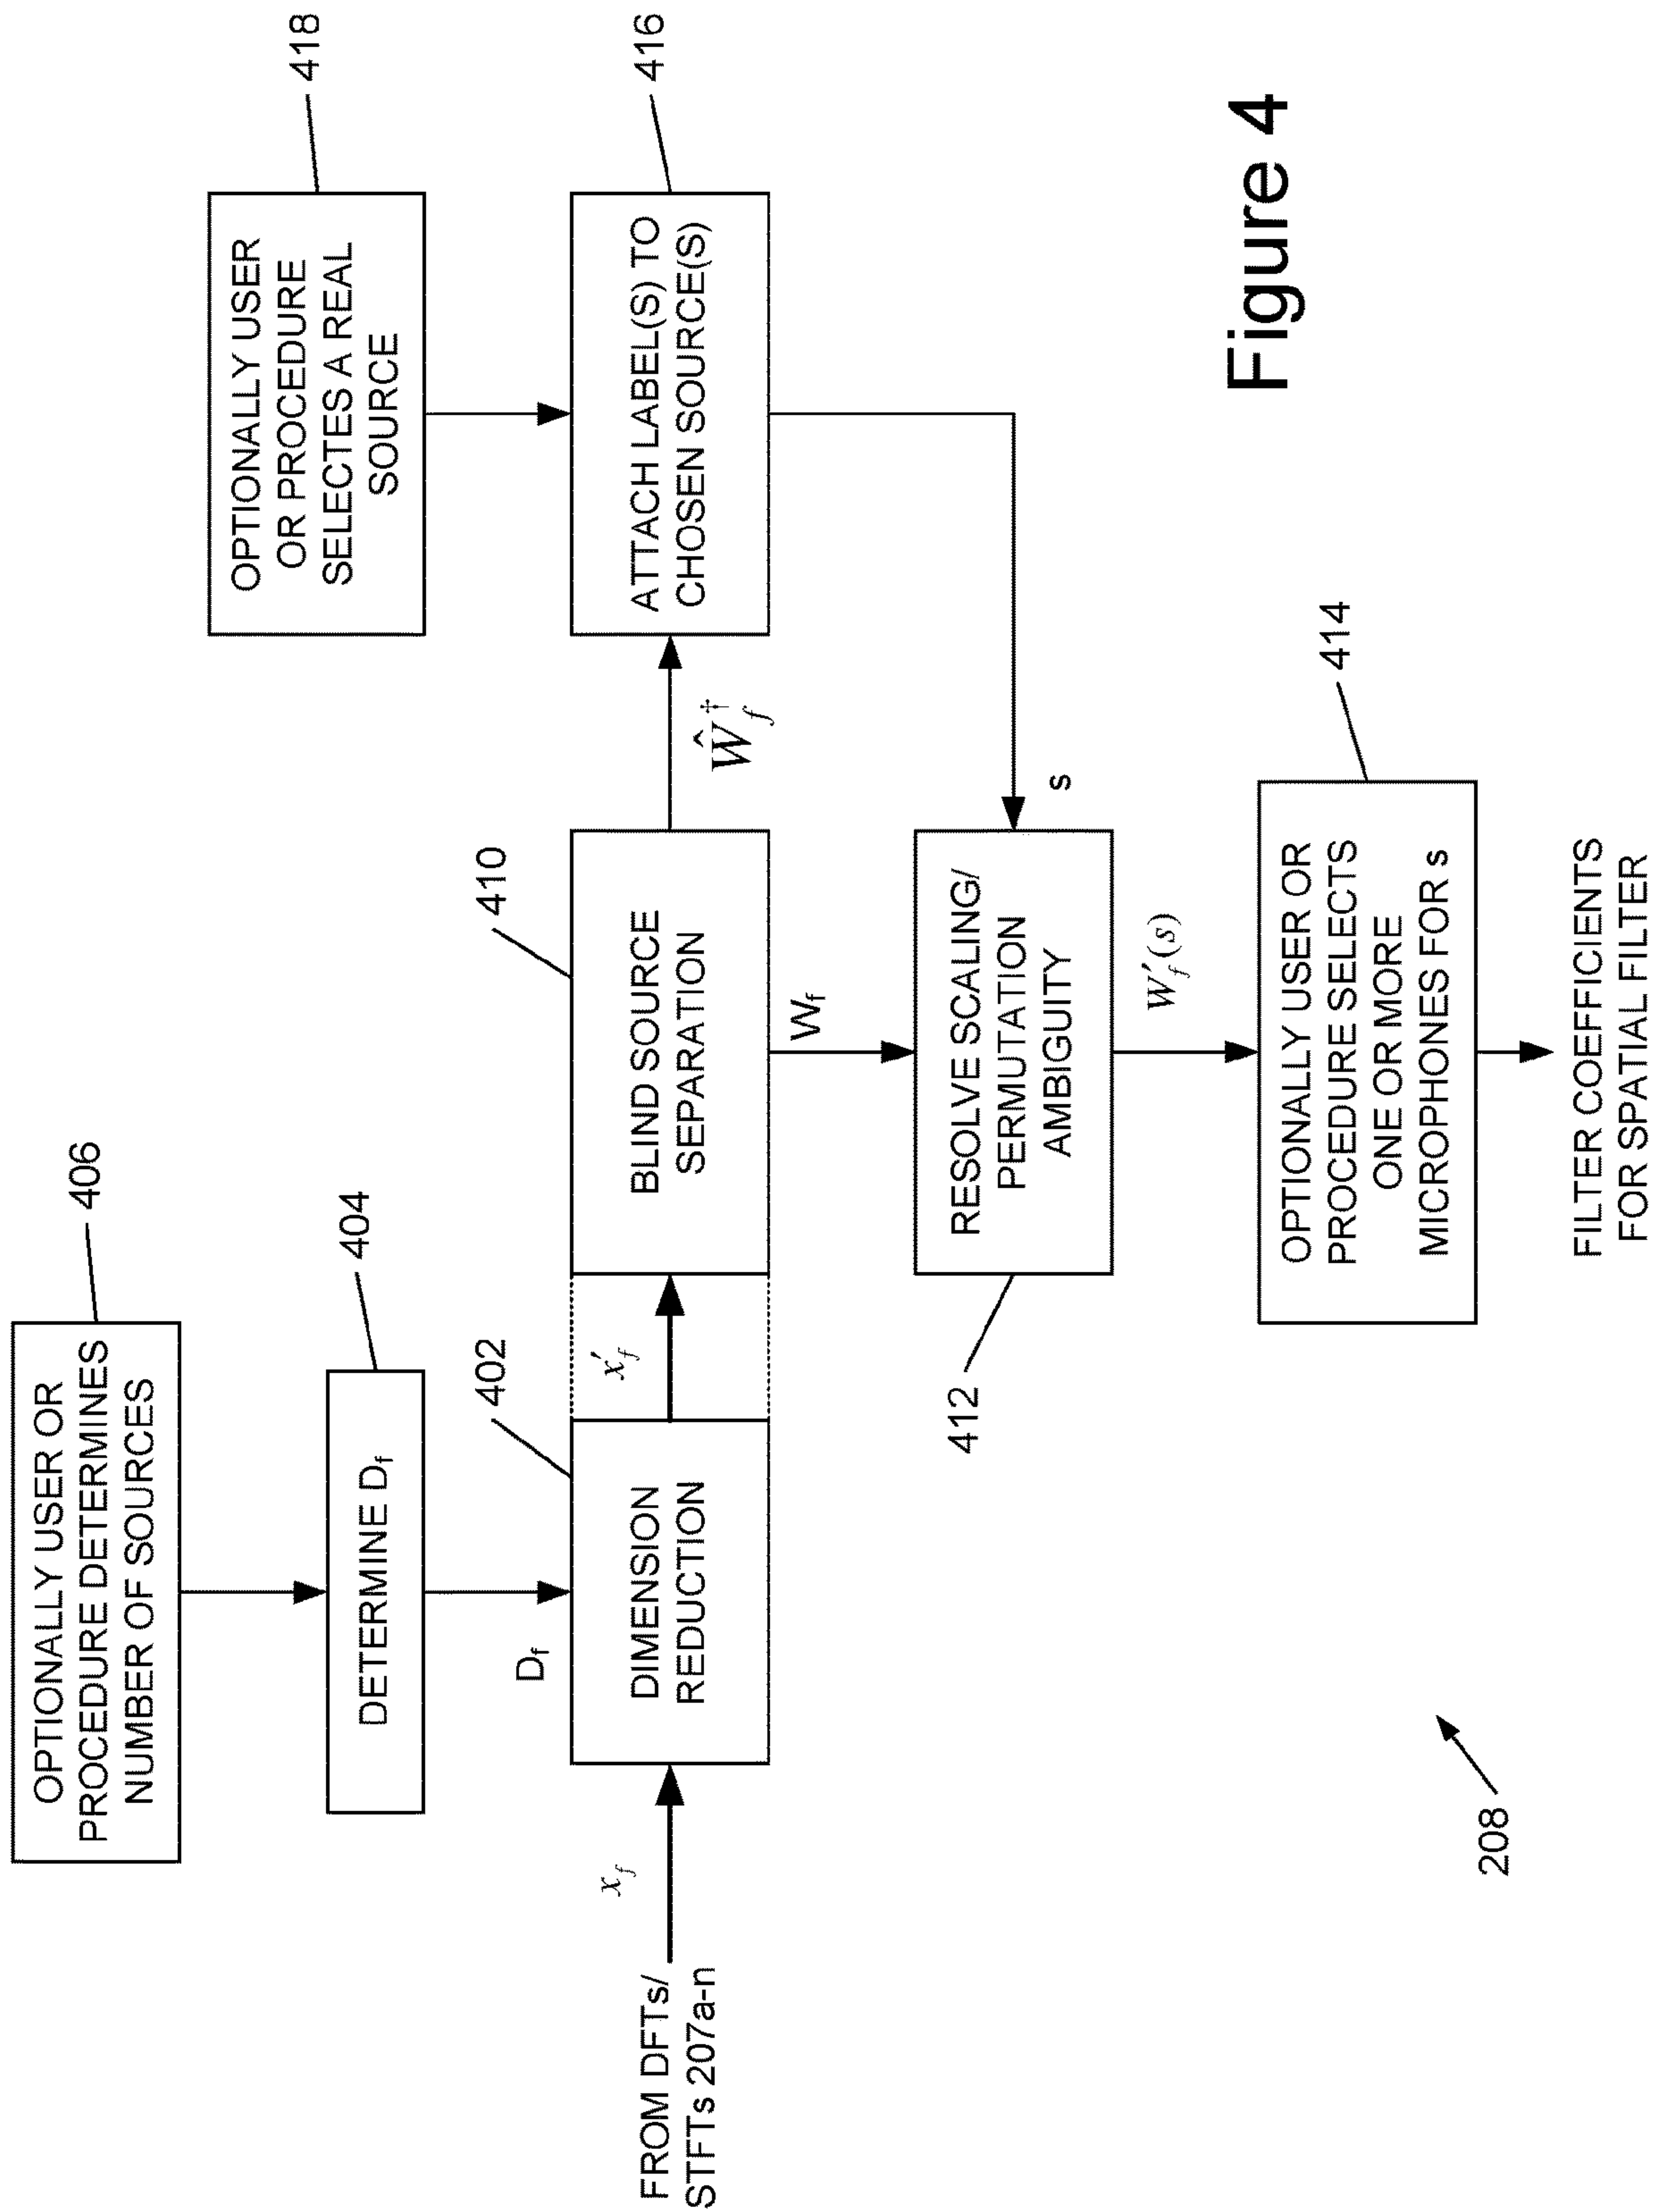 OPTIONALLY USER OR
PROCEDURE DETERMINES
NUMBER OF SOURCES
406
DETERMINE Df
404
Df
FROM DFTs/
STFTs 207a-n
xf
DIMENSION
REDUCTION
402
x′f
BLIND SOURCE
SEPARATION
410
Ŵf†
OPTIONALLY USER
OR PROCEDURE
SELECTES A REAL
SOURCE
418
ATTACH LABEL(S) TO
CHOSEN SOURCE(S)
416
Wf
s
RESOLVE SCALING/
PERMUTATION
AMBIGUITY
412
W′f(s)
OPTIONALLY USER OR
PROCEDURE SELECTS
ONE OR MORE
MICROPHONES FOR s
414
FILTER COEFFICIENTS
FOR SPATIAL FILTER
208
Figure 4